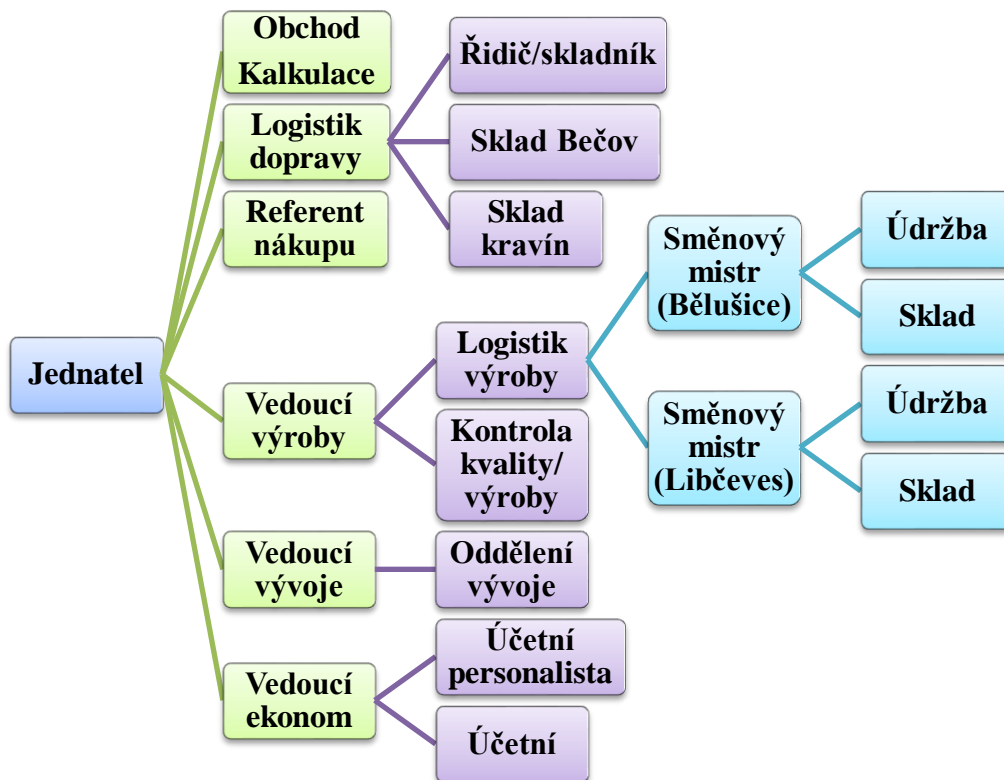 Jednatel
Obchod
Kalkulace
Logistik
dopravy
Řidič/skladník
Sklad Bečov
Sklad
kravín
Referent
nákupu
Vedoucí
výroby
Logistik
výroby
Směnový
mistr
(Bělušice)
Údržba
Sklad
Směnový
mistr
(Libčeves)
Údržba
Sklad
Kontrola
kvality/
výroby
Vedoucí
vývoje
Oddělení
vývoje
Vedoucí
ekonom
Účetní
personalista
Účetní